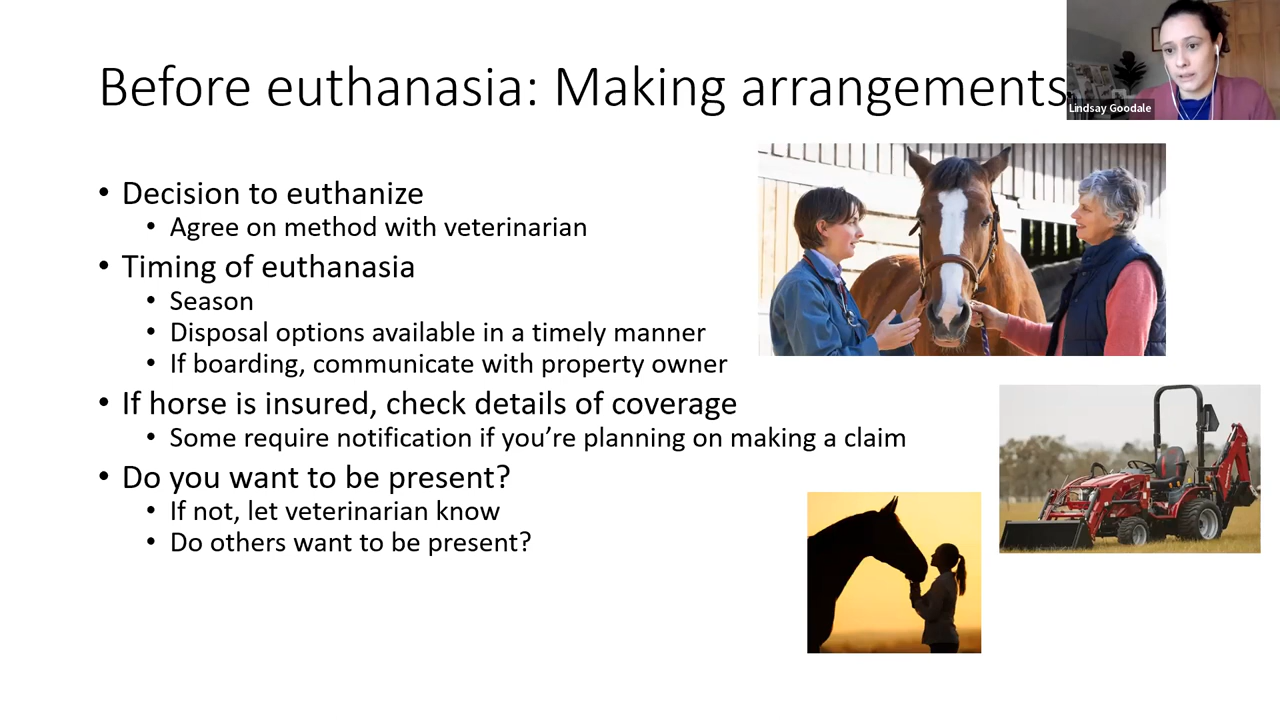 Before euthanasia: Making arrangements
Lindsay Goodale
• Decision to euthanize
• Agree on method with veterinarian
• Timing of euthanasia
• Season
• Disposal options available in a timely manner
• If boarding, communicate with property owner
• If horse is insured, check details of coverage
• Some require notification if you’re planning on making a claim
• Do you want to be present?
• If not, let veterinarian know
• Do others want to be present?